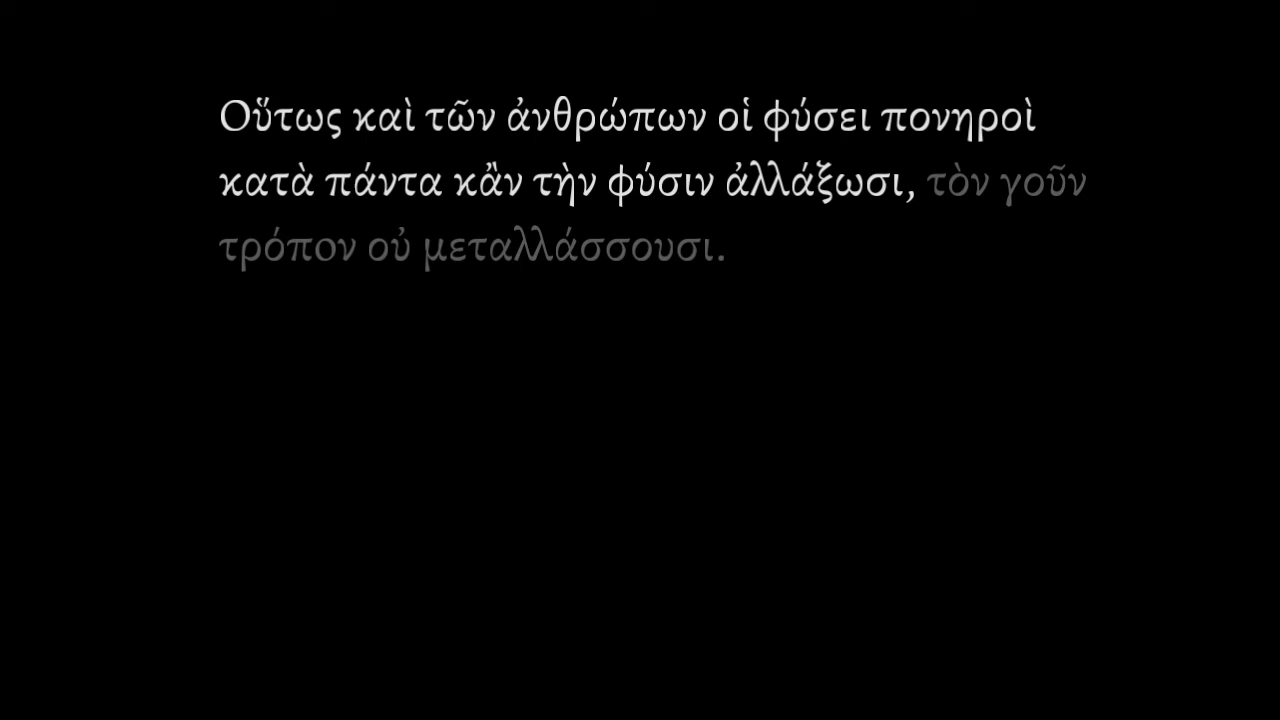 Οὕτως καὶ τῶν ἀνθρώπων οἱ φύσει πονηροὶ
κατὰ πάντα κἂν τὴν φύσιν ἀλλάξωσι, τὸν γοῦν
τρόπον οὐ μεταλλάσσουσι.